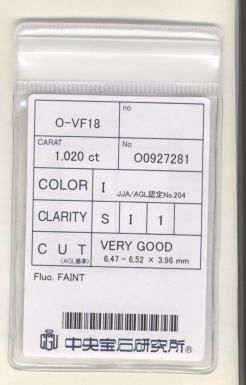 no
O-VF18
CARAT
No
1.020 ct
O0927281
COLOR I JJA/AGL認定No.204
CLARITY S I 1
CUT VERY GOOD
(AGL基準) 6.47 - 6.52 × 3.96 mm
Fluo. FAINT
中央宝石研究所®